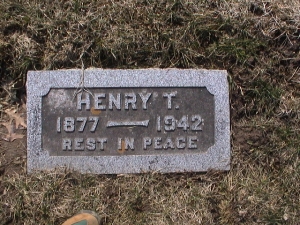 HENRY T.
1877 — 1942
REST IN PEACE